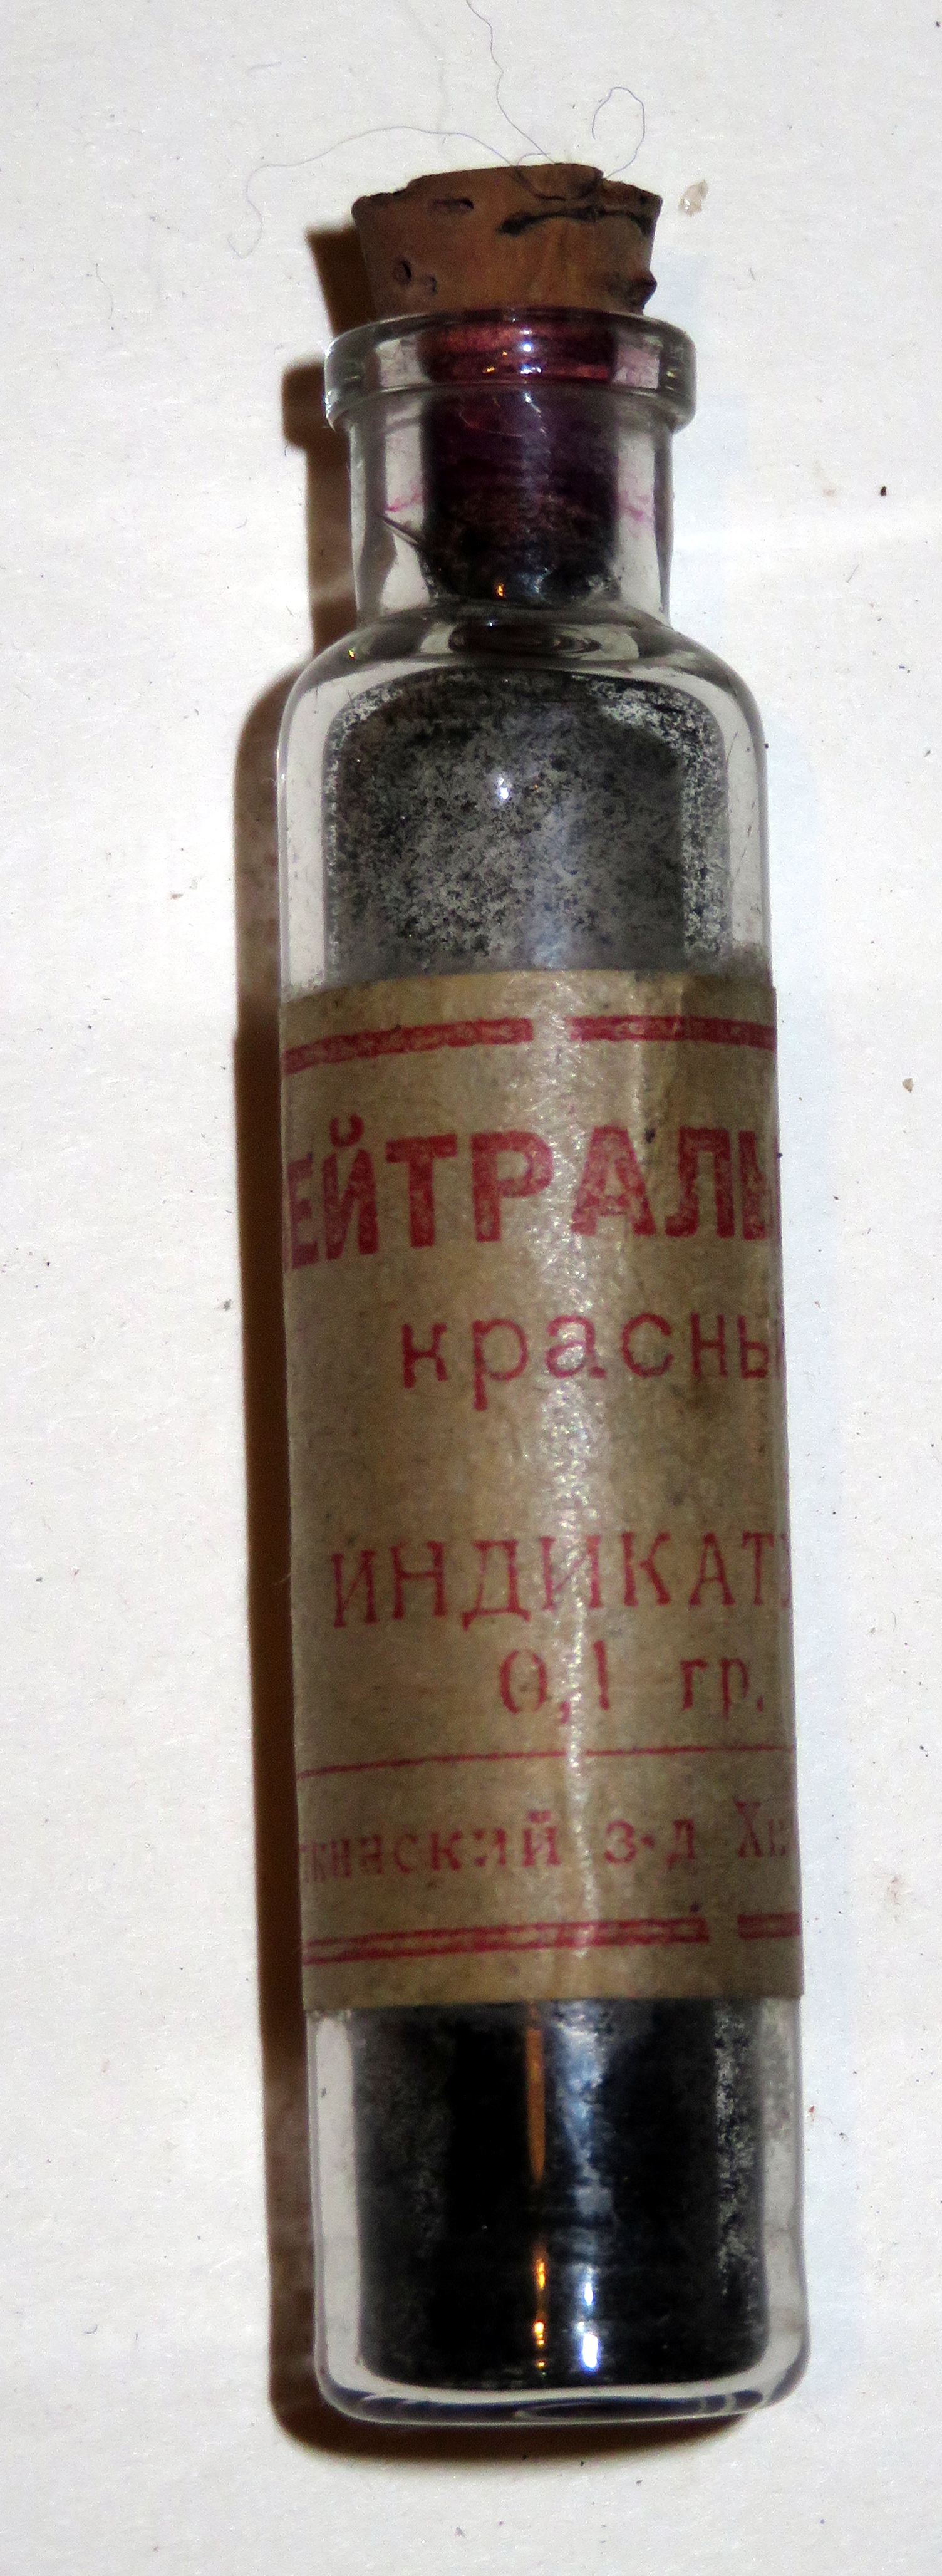 ЕЙТРАЛЬ
красны
ИНДИКАТ
0,1 гр.
з-д